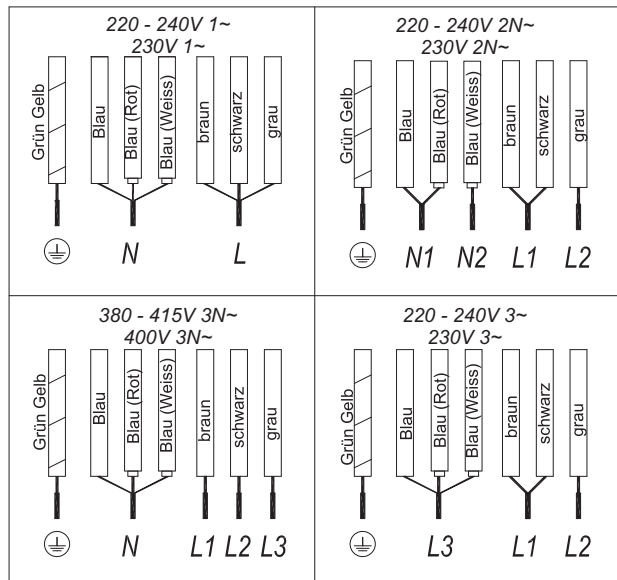 220 - 240V 1~
230V 1~
Grün Gelb
Blau
Blau (Rot)
Blau (Weiss)
braun
schwarz
grau
N
L
220 - 240V 2N~
230V 2N~
Grün Gelb
Blau
Blau (Rot)
Blau (Weiss)
braun
schwarz
grau
N1 N2 L1 L2
380 - 415V 3N~
400V 3N~
Grün Gelb
Blau
Blau (Rot)
Blau (Weiss)
braun
schwarz
grau
N L1 L2 L3
220 - 240V 3~
230V 3~
Grün Gelb
Blau
Blau (Rot)
Blau (Weiss)
braun
schwarz
grau
L3 L1 L2